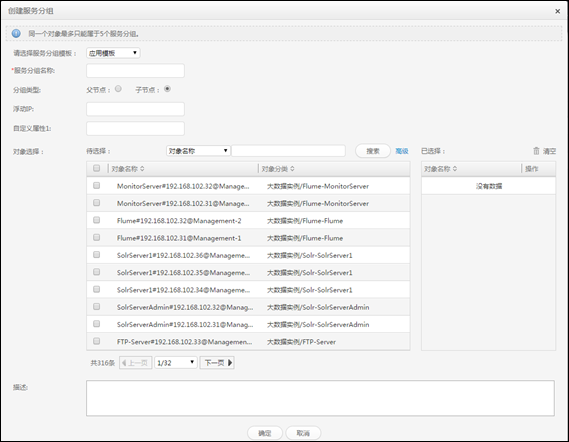 创建服务分组
同一个对象最多只能属于5个服务分组。
请选择服务分组模板： 应用模板
*服务分组名称:
分组类型: 父节点： 子节点：
浮动IP:
自定义属性1:
对象选择： 待选择： 对象名称 搜索 高级 已选择： 清空
对象名称 对象分类 对象名称 操作
MonitorServer#192.168.102.32@Manage... 大数据实例/Flume-MonitorServer 没有数据
MonitorServer#192.168.102.31@Manage... 大数据实例/Flume-MonitorServer
Flume#192.168.102.32@Management-2 大数据实例/Flume-Flume
Flume#192.168.102.31@Management-1 大数据实例/Flume-Flume
SolrServer1#192.168.102.36@Manageme... 大数据实例/Solr-SolrServer1
SolrServer1#192.168.102.35@Manageme... 大数据实例/Solr-SolrServer1
SolrServer1#192.168.102.34@Manageme... 大数据实例/Solr-SolrServer1
SolrServerAdmin#192.168.102.32@Manag... 大数据实例/Solr-SolrServerAdmin
SolrServerAdmin#192.168.102.31@Manag... 大数据实例/Solr-SolrServerAdmin
FTP-Server#192.168.102.33@Managemen... 大数据实例/FTP-Server
共316条 上一页 1/32 下一页
描述:
确定 取消